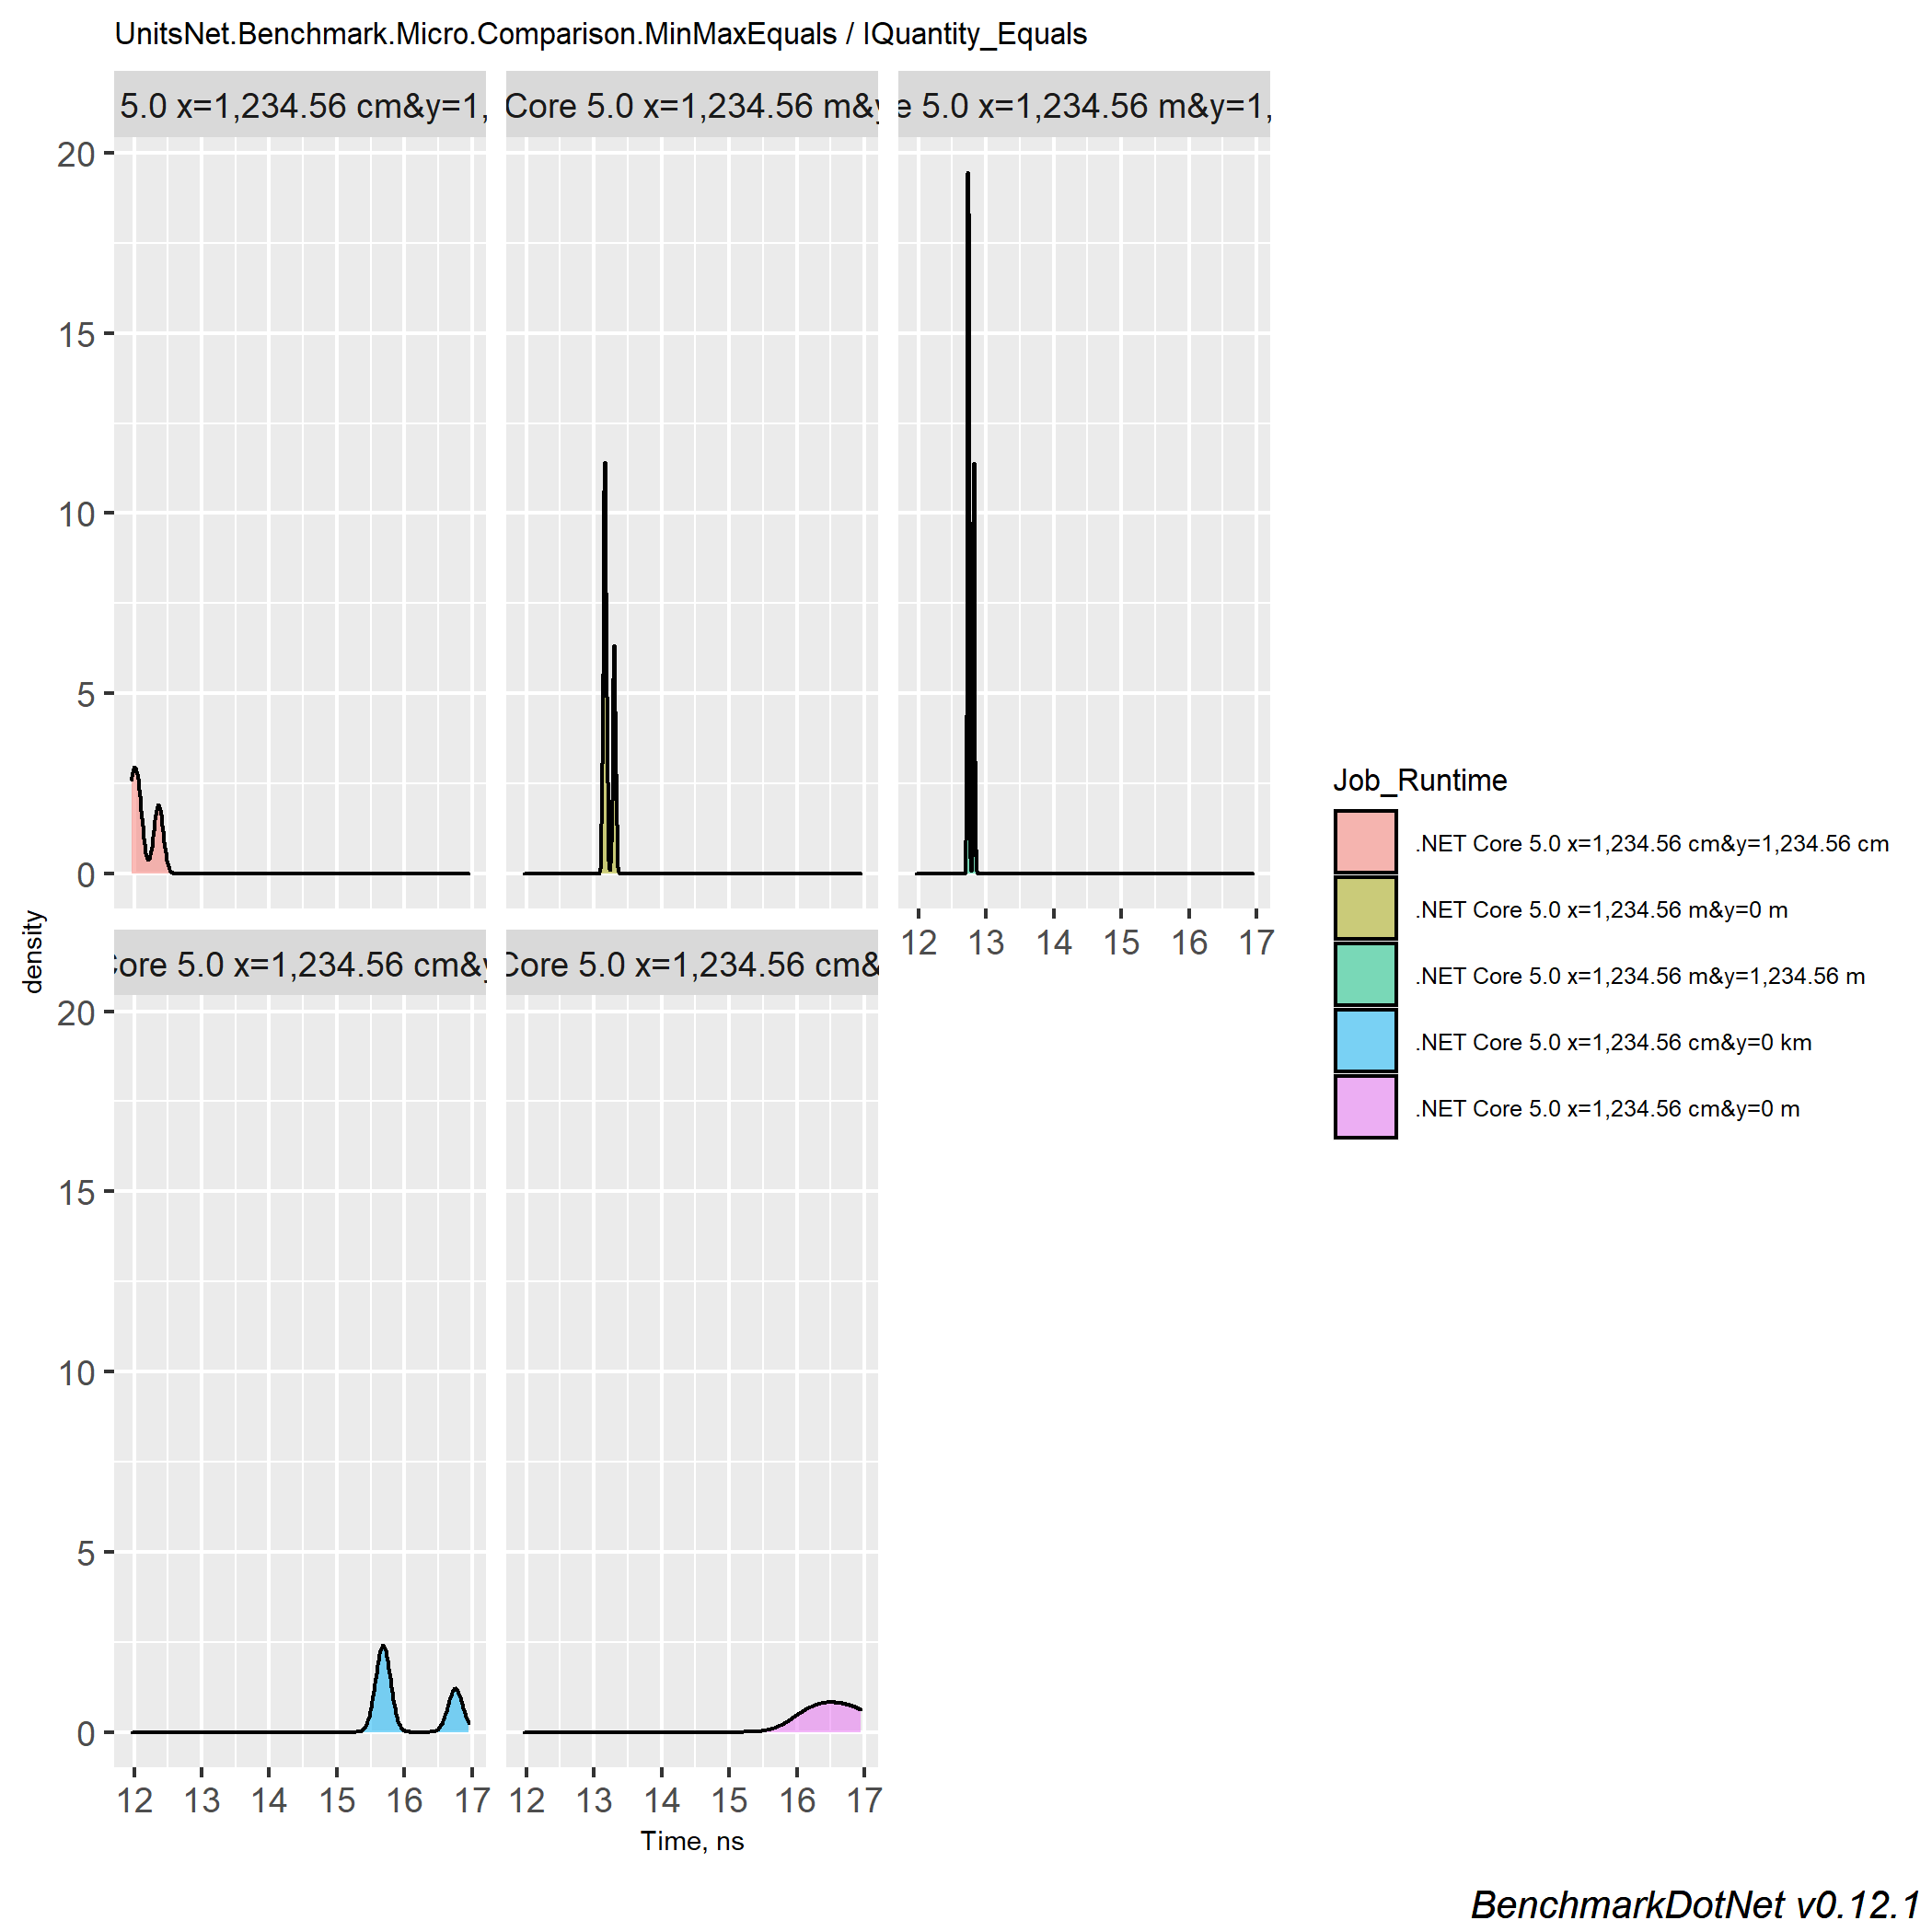 UnitsNet.Benchmark.Micro.Comparison.MinMaxEquals / IQuantity_Equals
5.0 x=1,234.56 cm&y=1,
Core 5.0 x=1,234.56 m&y
e 5.0 x=1,234.56 m&y=1,
20
15
10
5
0
12 13 14 15 16 17
density
Core 5.0 x=1,234.56 cm&y
Core 5.0 x=1,234.56 cm&
20
15
10
5
0
12 13 14 15 16 17
12 13 14 15 16 17
Time, ns
Job_Runtime
.NET Core 5.0 x=1,234.56 cm&y=1,234.56 cm
.NET Core 5.0 x=1,234.56 m&y=0 m
.NET Core 5.0 x=1,234.56 m&y=1,234.56 m
.NET Core 5.0 x=1,234.56 cm&y=0 km
.NET Core 5.0 x=1,234.56 cm&y=0 m
BenchmarkDotNet v0.12.1